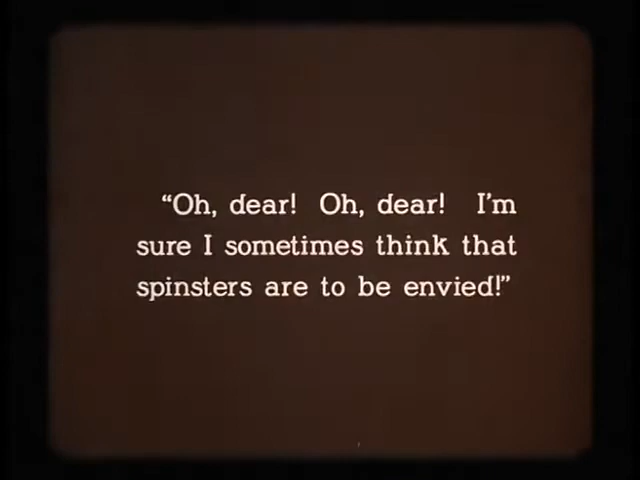 “Oh, dear!  Oh, dear!  I’m
sure I sometimes think that
spinsters are to be envied!”